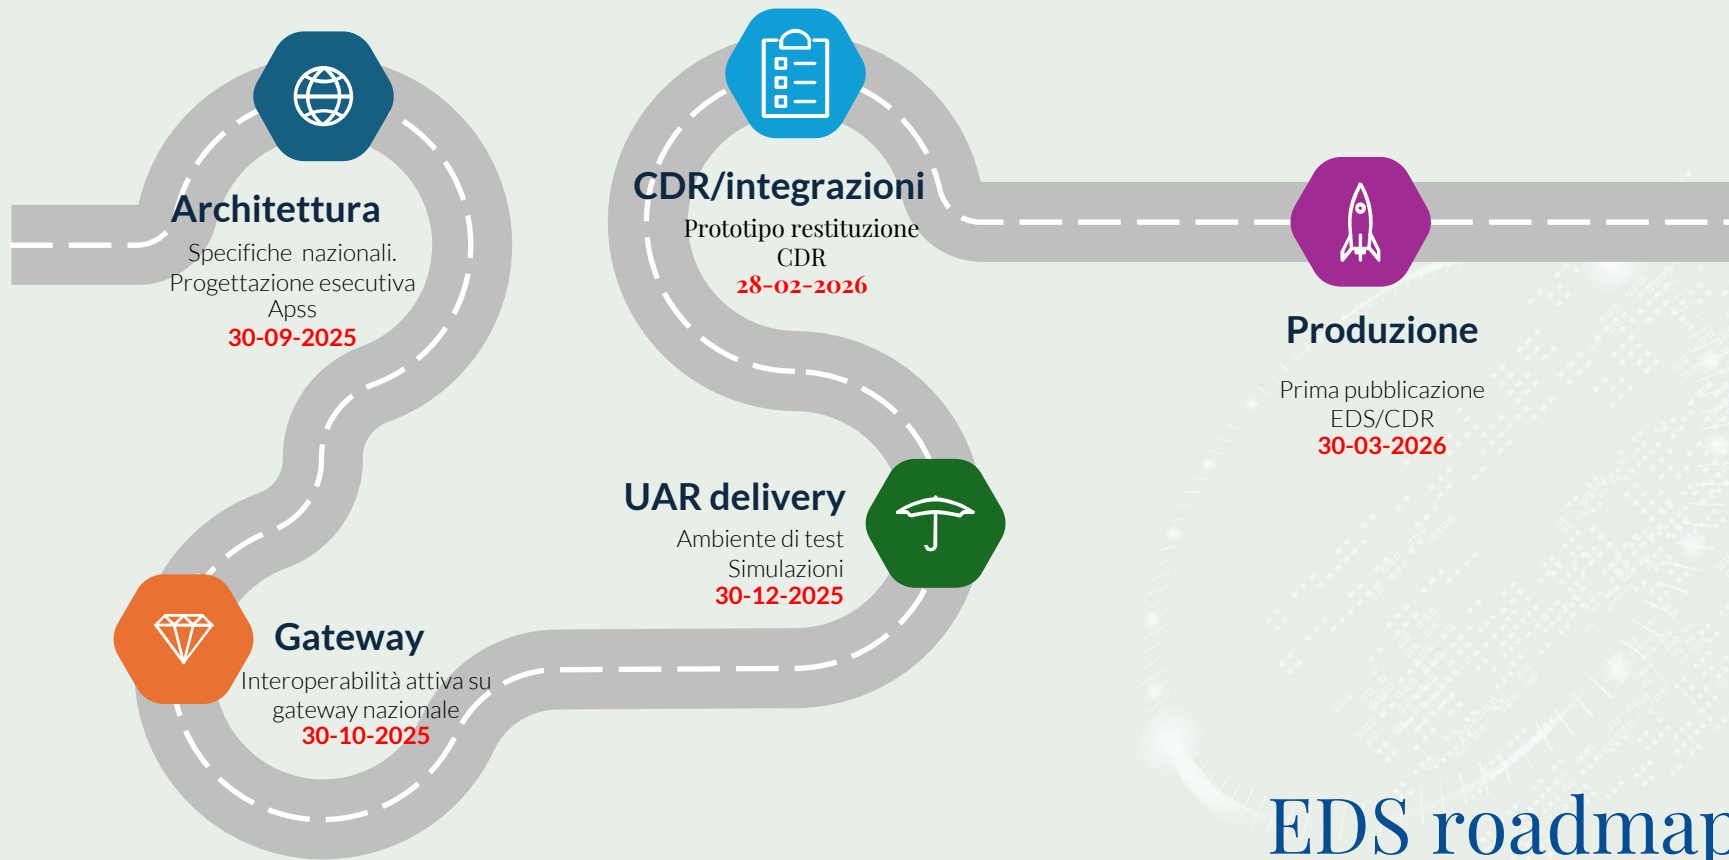 Architettura
Specifiche nazionali.
Progettazione esecutiva
Apss
30-09-2025
Gateway
Interoperabilità attiva su
gateway nazionale
30-10-2025
UAR delivery
Ambiente di test
Simulazioni
30-12-2025
CDR/integrazioni
Prototipo restituzione
CDR
28-02-2026
Produzione
Prima pubblicazione
EDS/CDR
30-03-2026
EDS roadmap